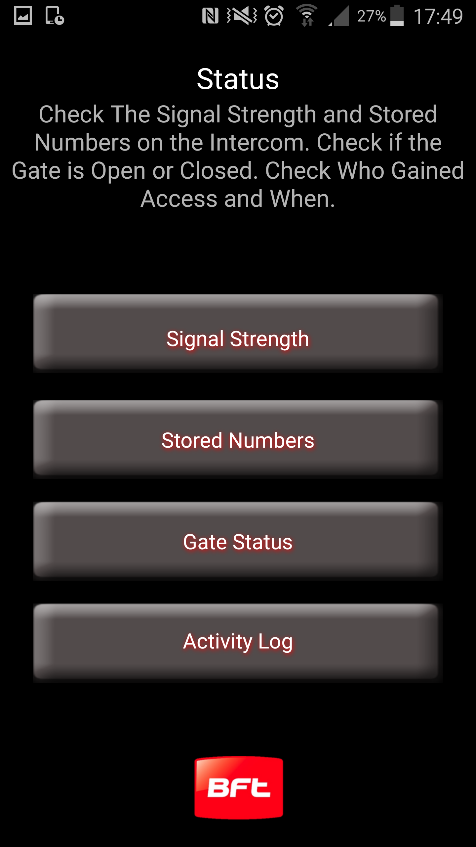 27% 17:49
Status
Check The Signal Strength and Stored
Numbers on the Intercom. Check if the
Gate is Open or Closed. Check Who Gained
Access and When.
Signal Strength
Stored Numbers
Gate Status
Activity Log
BFt